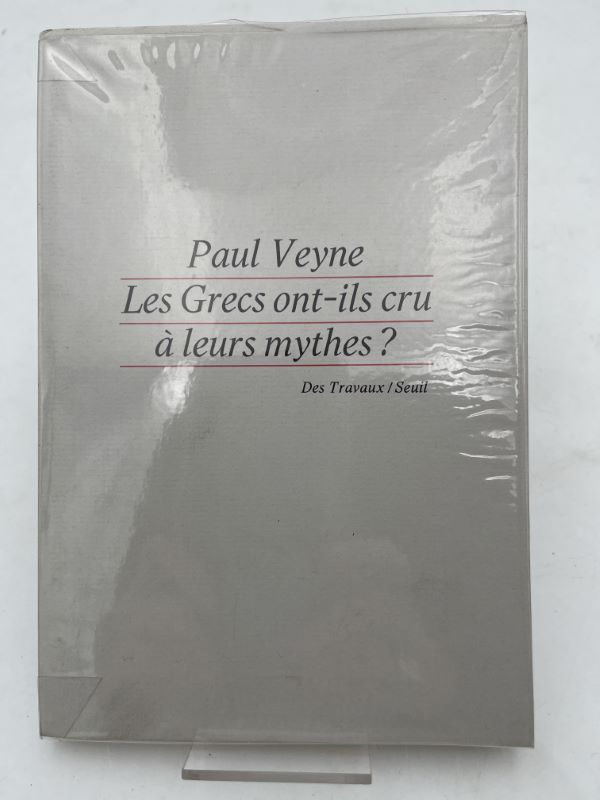 Paul Veyne
Les Grecs ont-ils cru
à leurs mythes ?
Des Travaux / Seuil